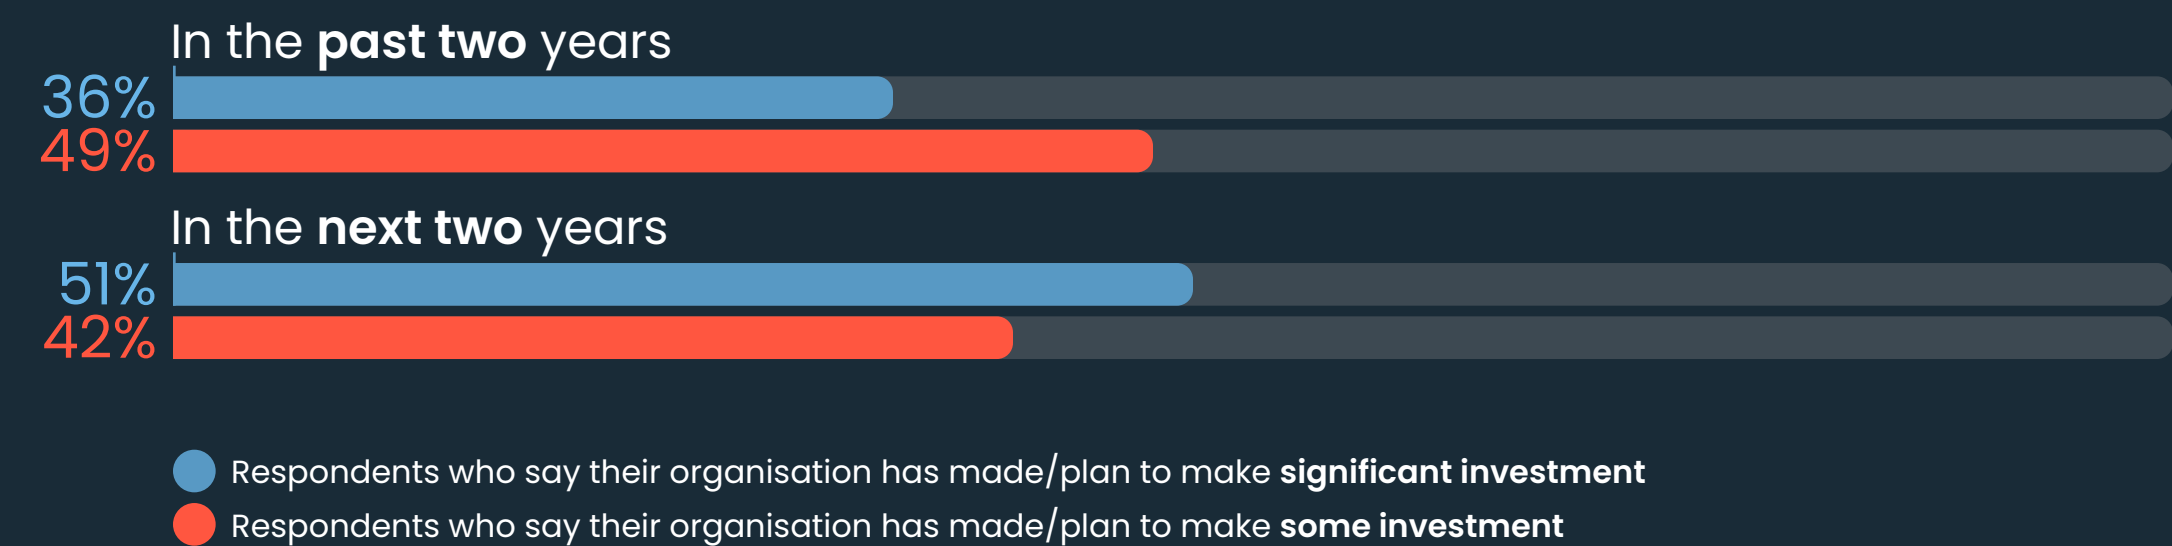 In the past two years
36%
49%
In the next two years
51%
42%
Respondents who say their organisation has made/plan to make significant investment
Respondents who say their organisation has made/plan to make some investment